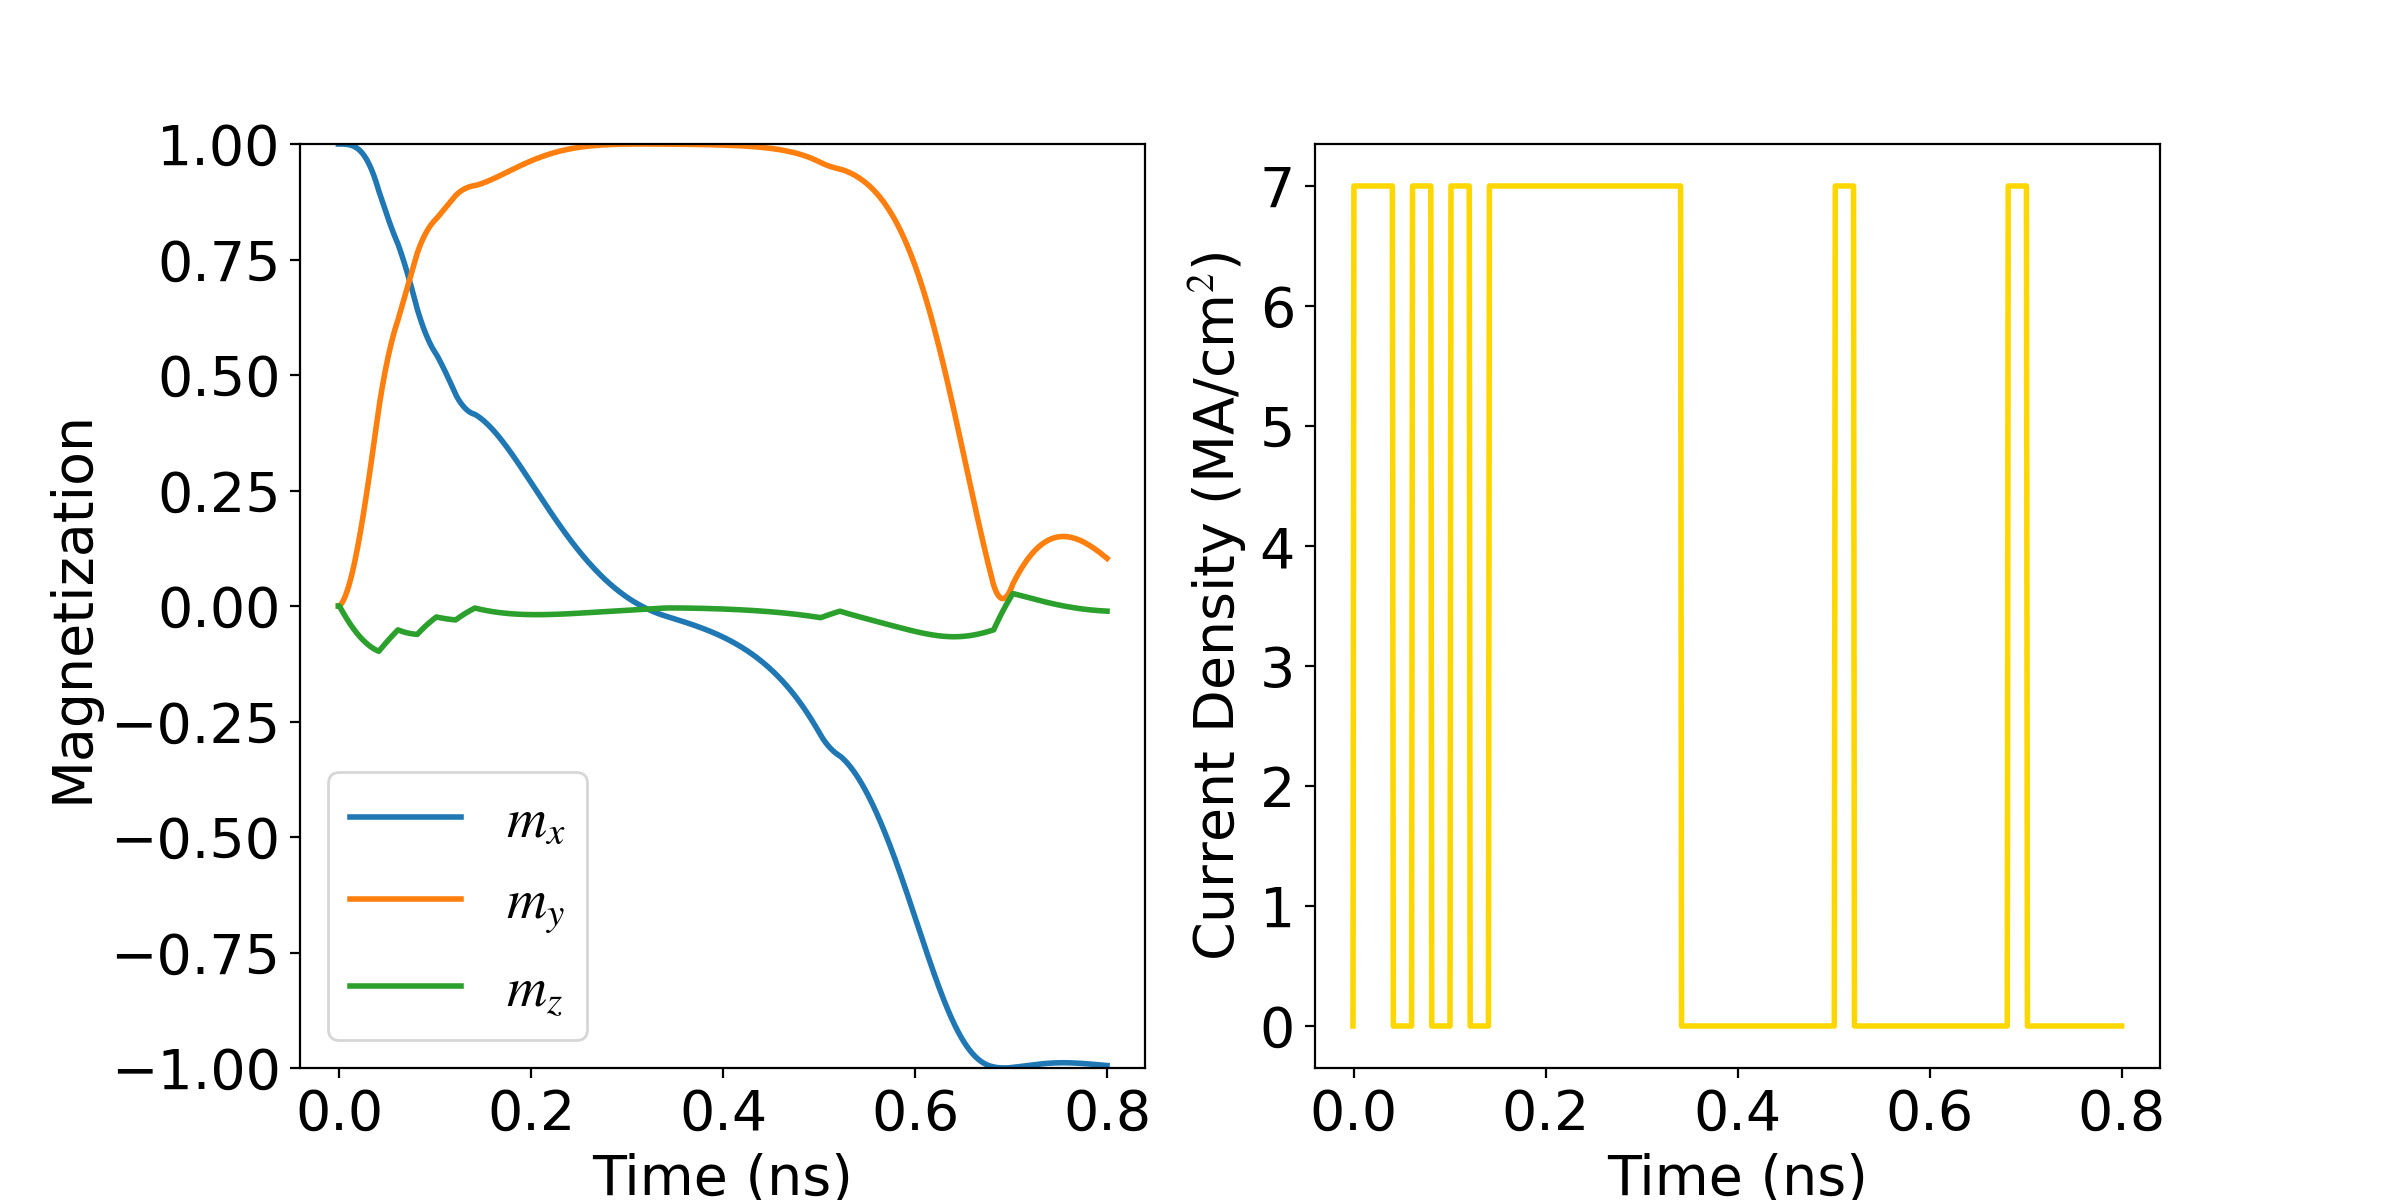 1.00
0.75
0.50
0.25
0.00
−0.25
−0.50
−0.75
−1.00
Magnetization
m_x
m_y
m_z
0.0 0.2 0.4 0.6 0.8
Time (ns)
7
6
5
4
3
2
1
0
Current Density (MA/cm²)
0.0 0.2 0.4 0.6 0.8
Time (ns)